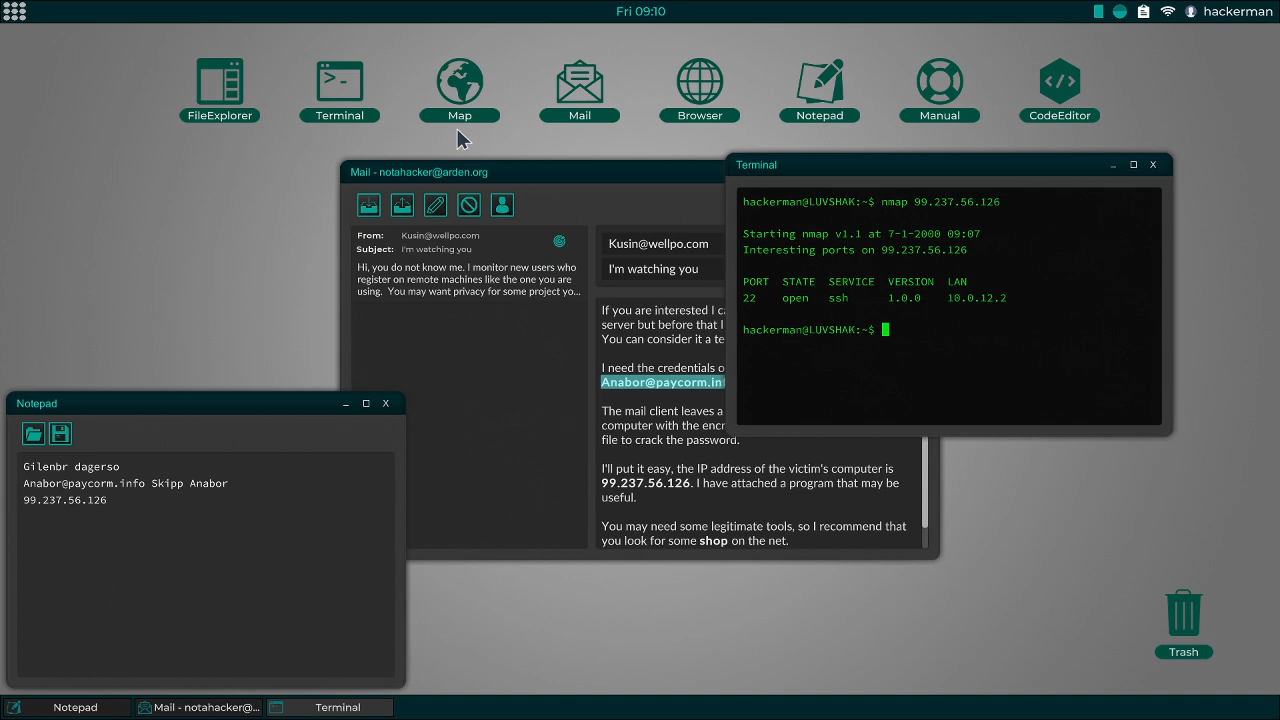 Fri 09:10
hackerman
FileExplorer
Terminal
Map
Mail
Browser
Notepad
Manual
CodeEditor
Mail - notahacker@arden.org
From: Kusin@wellpo.com
Subject: I'm watching you
Hi, you do not know me. I monitor new users who
register on remote machines like the one you are
using. You may want privacy for some project yo...
Kusin@wellpo.com
I'm watching you
If you are interested I ca
server but before that I
You can consider it a te
I need the credentials o
Anabor@paycorm.in
The mail client leaves a
computer with the encr
file to crack the password.
I'll put it easy, the IP address of the victim's computer is
99.237.56.126. I have attached a program that may be
useful.
You may need some legitimate tools, so I recommend that
you look for some shop on the net.
Terminal
hackerman@LUVSHAK:~$ nmap 99.237.56.126
Starting nmap v1.1 at 7-1-2000 09:07
Interesting ports on 99.237.56.126
PORT STATE SERVICE VERSION LAN
22 open ssh 1.0.0 10.0.12.2
hackerman@LUVSHAK:~$
Notepad
Gilenbr dagerso
Anabor@paycorm.info Skipp Anabor
99.237.56.126
Trash
Notepad
Mail - notahacker@...
Terminal